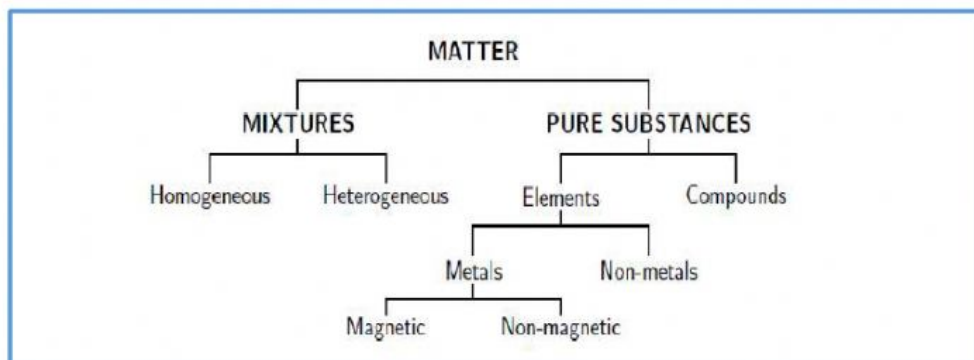 MATTER
MIXTURES PURE SUBSTANCES
Homogeneous Heterogeneous Elements Compounds
Metals Non-metals
Magnetic Non-magnetic